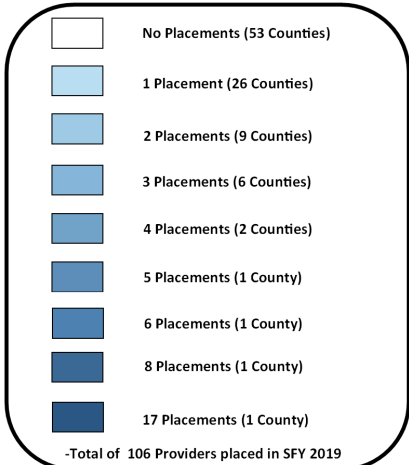 No Placements (53 Counties)
1 Placement (26 Counties)
2 Placements (9 Counties)
3 Placements (6 Counties)
4 Placements (2 Counties)
5 Placements (1 County)
6 Placements (1 County)
8 Placements (1 County)
17 Placements (1 County)
-Total of 106 Providers placed in SFY 2019